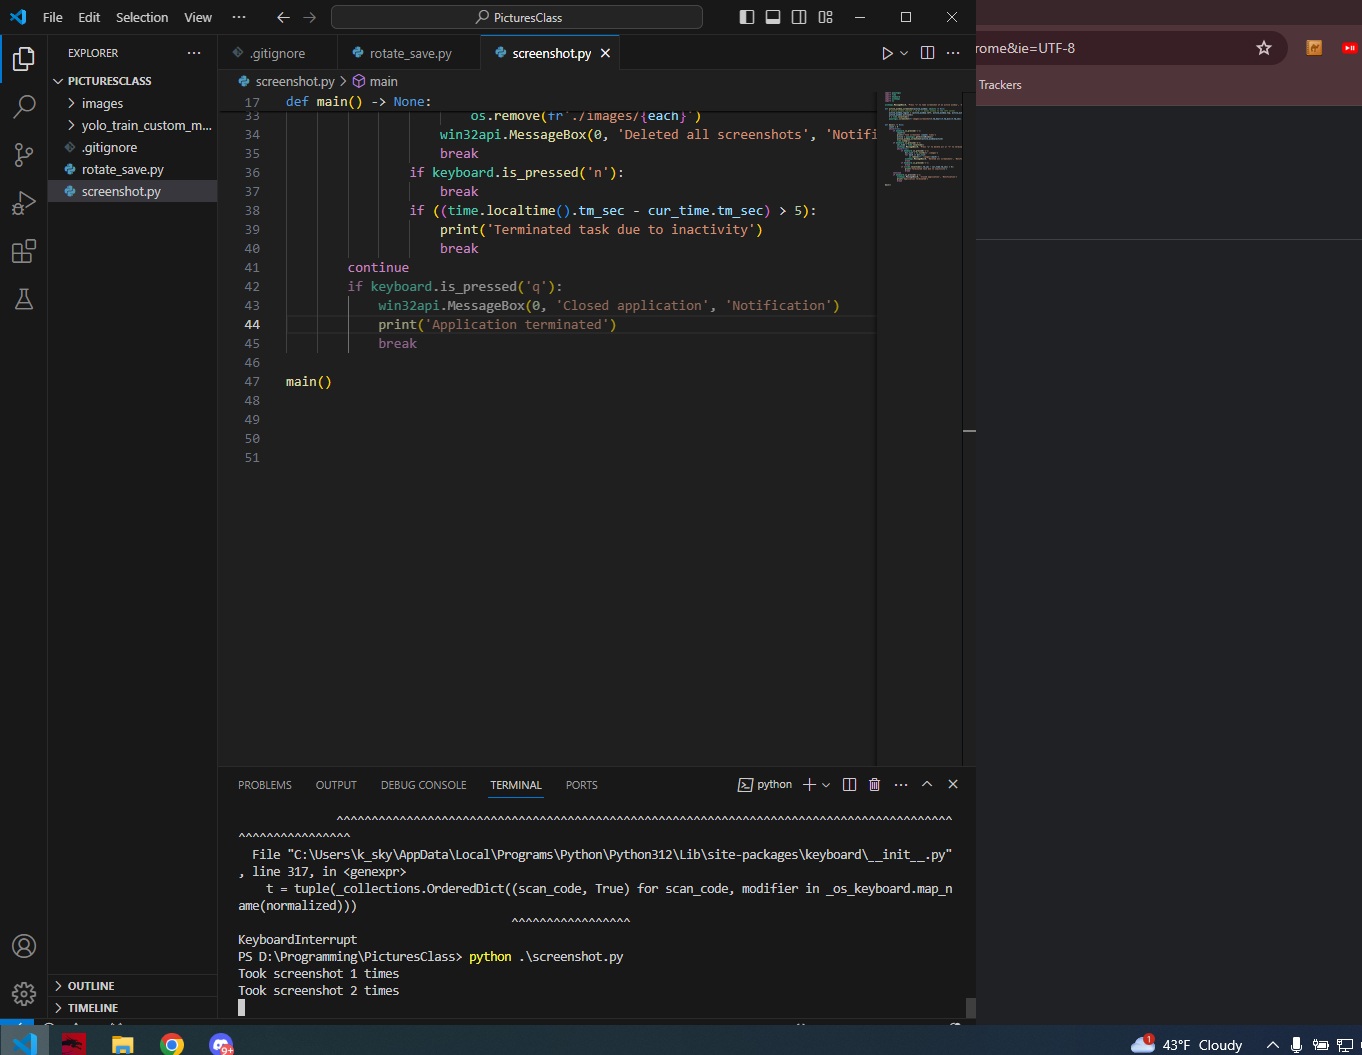 File Edit Selection View ··· PicturesClass
rome&ie=UTF-8
Trackers
EXPLORER
PICTURESCLASS
images
yolo_train_custom_m...
.gitignore
rotate_save.py
screenshot.py
OUTLINE
TIMELINE
.gitignore rotate_save.py screenshot.py
screenshot.py > main
17 def main() -> None:
33 os.remove(fr'./images/{each}')
34 win32api.MessageBox(0, 'Deleted all screenshots', 'Notifi
35 break
36 if keyboard.is_pressed('n'):
37 break
38 if ((time.localtime().tm_sec - cur_time.tm_sec) > 5):
39 print('Terminated task due to inactivity')
40 break
41 continue
42 if keyboard.is_pressed('q'):
43 win32api.MessageBox(0, 'Closed application', 'Notification')
44 print('Application terminated')
45 break
46
47 main()
48
49
50
51
PROBLEMS OUTPUT DEBUG CONSOLE TERMINAL PORTS python
File "C:\Users\k_sky\AppData\Local\Programs\Python\Python312\Lib\site-packages\keyboard\__init__.py"
, line 317, in <genexpr>
t = tuple(_collections.OrderedDict((scan_code, True) for scan_code, modifier in _os_keyboard.map_n
ame(normalized)))
^^^^^^^^^^^^^^^^^
KeyboardInterrupt
PS D:\Programming\PicturesClass> python .\screenshot.py
Took screenshot 1 times
Took screenshot 2 times
9+
1
43°F Cloudy